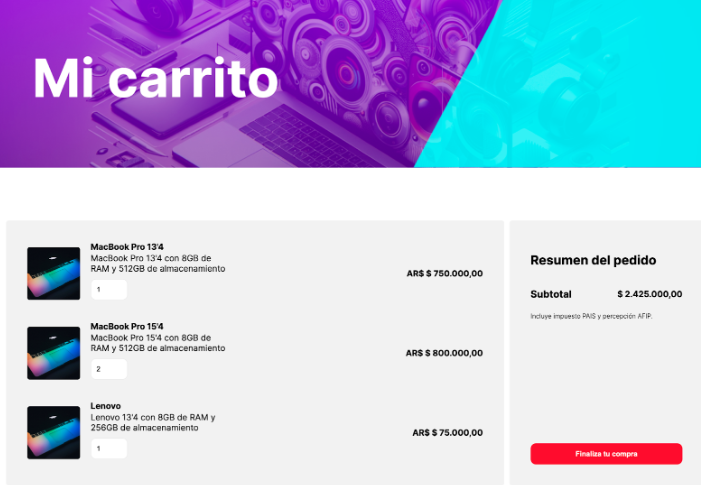 Mi carrito
MacBook Pro 13'4
MacBook Pro 13'4 con 8GB de
RAM y 512GB de almacenamiento
1
ARS $ 750.000,00
MacBook Pro 15'4
MacBook Pro 15'4 con 8GB de
RAM y 512GB de almacenamiento
2
ARS $ 800.000,00
Lenovo
Lenovo 13'4 con 8GB de RAM y
256GB de almacenamiento
1
ARS $ 75.000,00
Resumen del pedido
Subtotal $ 2.425.000,00
Incluye impuesto PAIS y percepción AFIP.
Finaliza tu compra